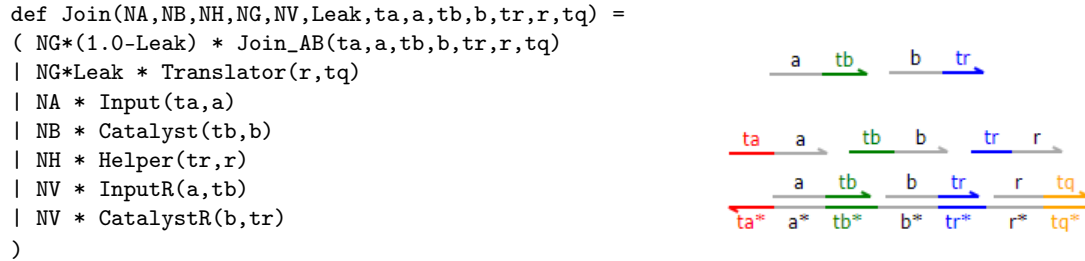 def Join(NA,NB,NH,NG,NV,Leak,ta,a,tb,b,tr,r,tq) =
( NG*(1.0-Leak) * Join_AB(ta,a,tb,b,tr,r,tq)
| NG*Leak * Translator(r,tq)
| NA * Input(ta,a)
| NB * Catalyst(tb,b)
| NH * Helper(tr,r)
| NV * InputR(a,tb)
| NV * CatalystR(b,tr)
)
a tb b tr
ta a tb b tr r
a tb b tr r tq
ta* a* tb* b* tr* r* tq*